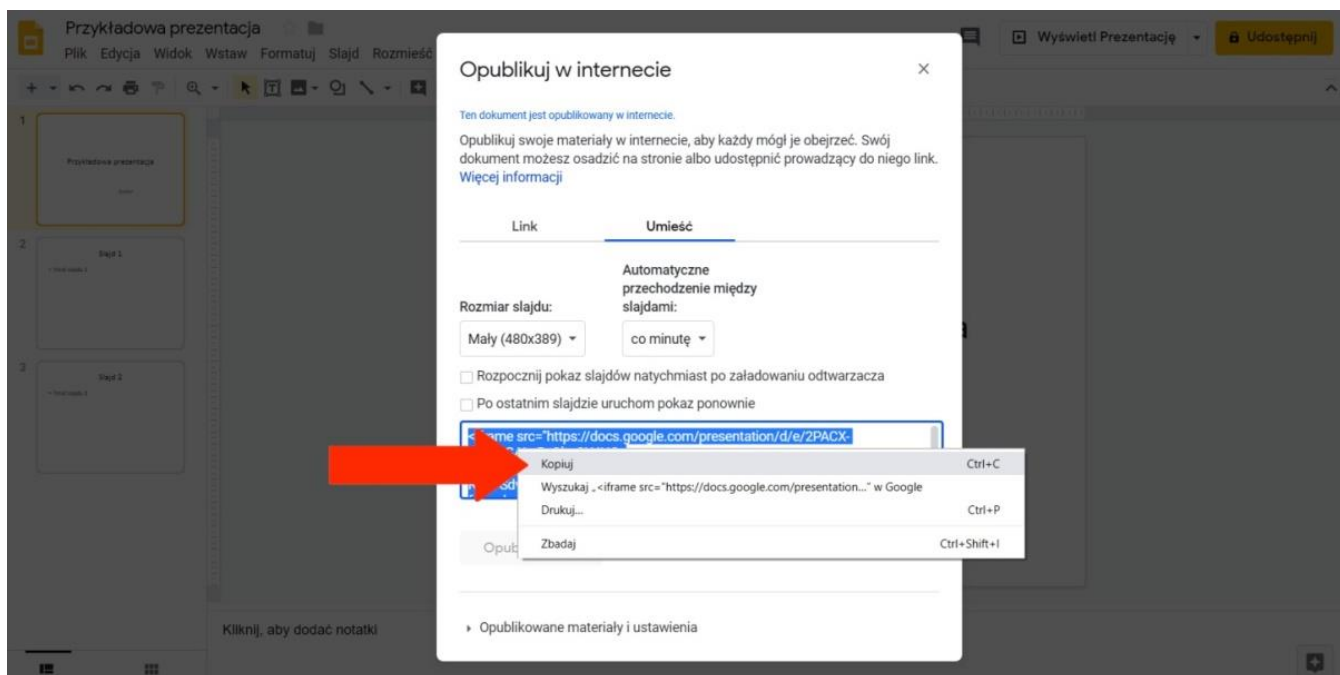 Przykładowa prezentacja
Plik Edycja Widok Wstaw Formatuj Slajd Rozmieść
Wyświetl Prezentację
Udostępnij
1
Przykładowa prezentacja
2
Slajd 1
3
Slajd 2
Kliknij, aby dodać notatki
Opublikuj w internecie
Ten dokument jest opublikowany w internecie.
Opublikuj swoje materiały w internecie, aby każdy mógł je obejrzeć. Swój
dokument możesz osadzić na stronie albo udostępnić prowadzący do niego link.
Więcej informacji
Link Umieść
Automatyczne
przechodzenie między
Rozmiar slajdu: slajdami:
Mały (480x389) co minutę
Rozpocznij pokaz slajdów natychmiast po załadowaniu odtwarzacza
Po ostatnim slajdzie uruchom pokaz ponownie
src="https://docs.google.com/presentation/d/e/2PACX-
Kopiuj Ctrl+C
Wyszukaj „<iframe src="https://docs.google.com/presentation..." w Google
Drukuj... Ctrl+P
Zbadaj Ctrl+Shift+I
Opub
Opublikowane materiały i ustawienia